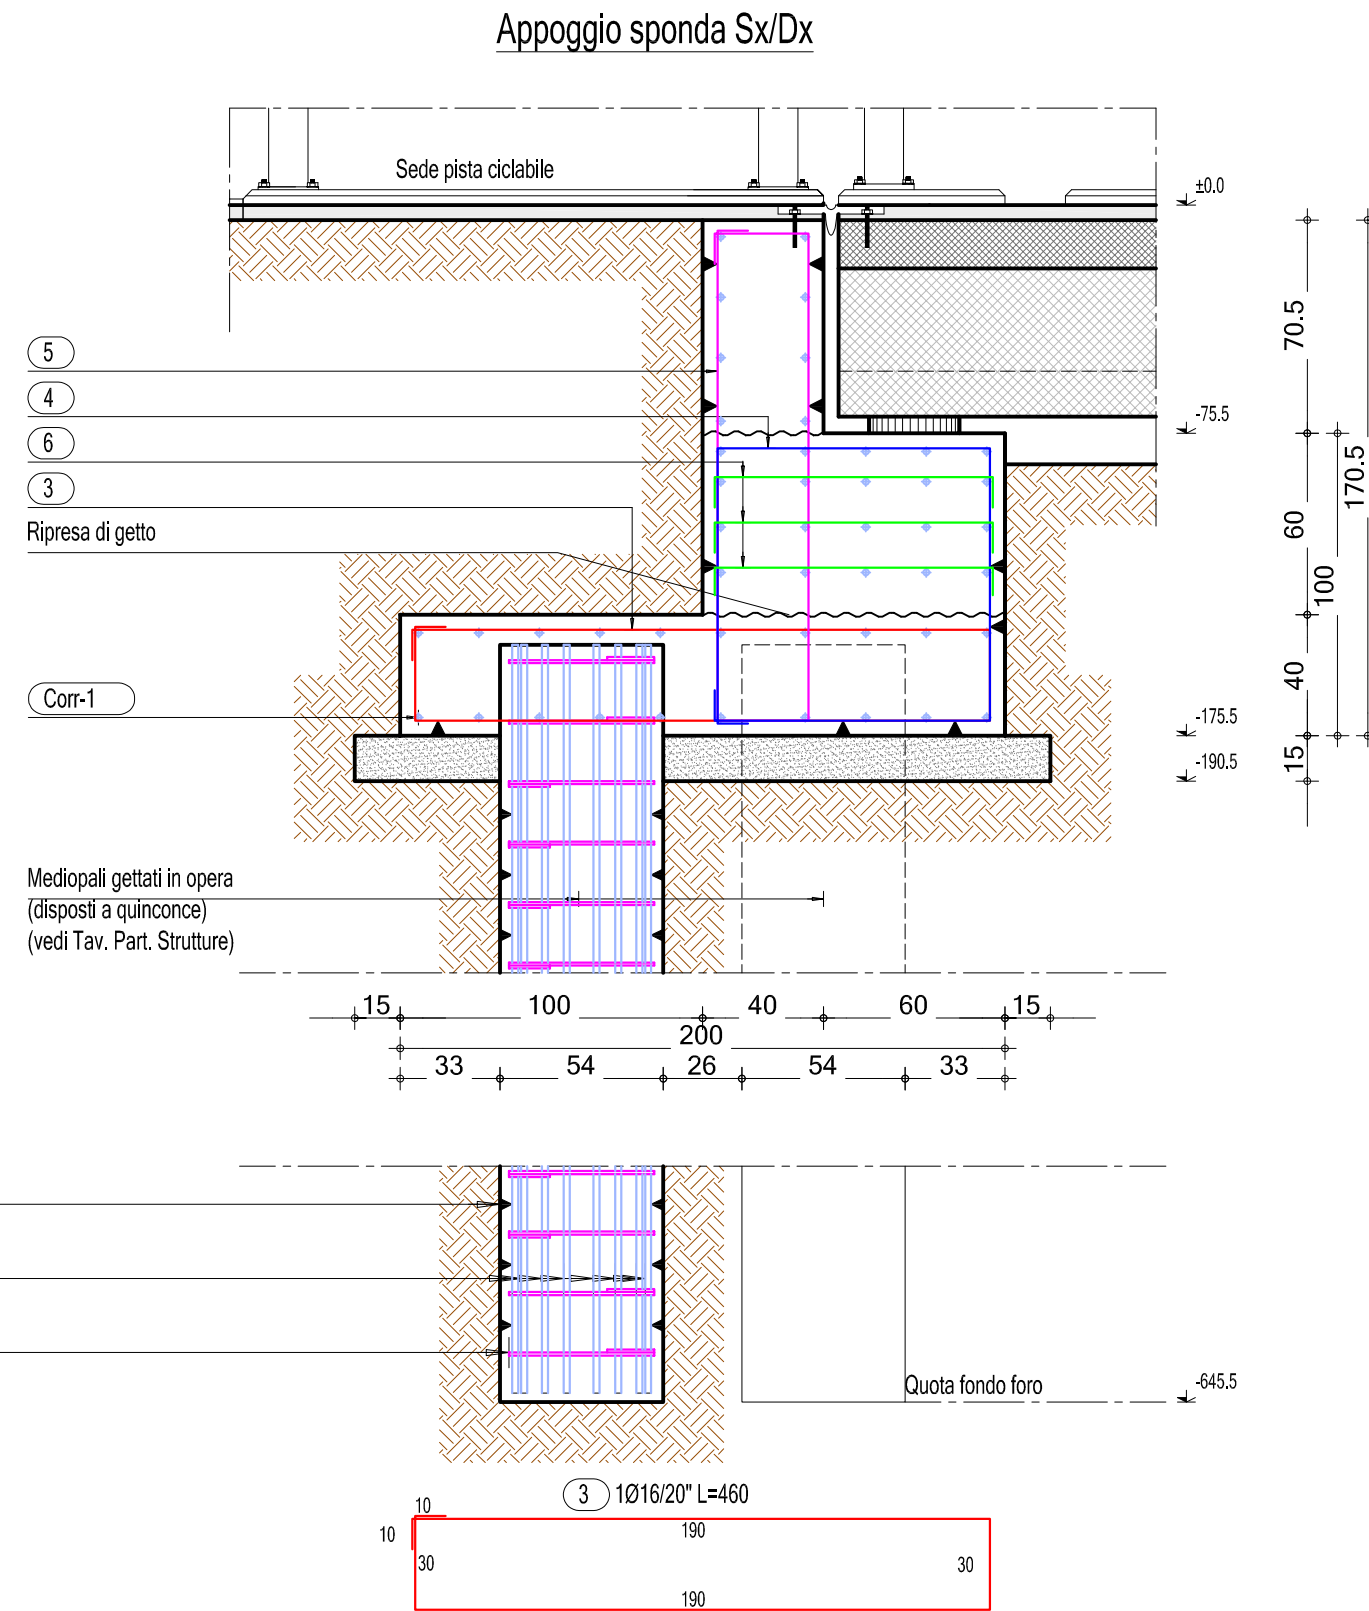 Appoggio sponda Sx/Dx
Sede pista ciclabile
±0.0
5
4
6
3
Ripresa di getto
Corr-1
-75.5
-175.5
-190.5
70.5
60
40
15
100
170.5
Mediopali gettati in opera
(disposti a quinconce)
(vedi Tav. Part. Strutture)
15 100 40 60 15
200
33 54 26 54 33
Quota fondo foro
-645.5
3 1Ø16/20" L=460
10
10
190
30
30
190